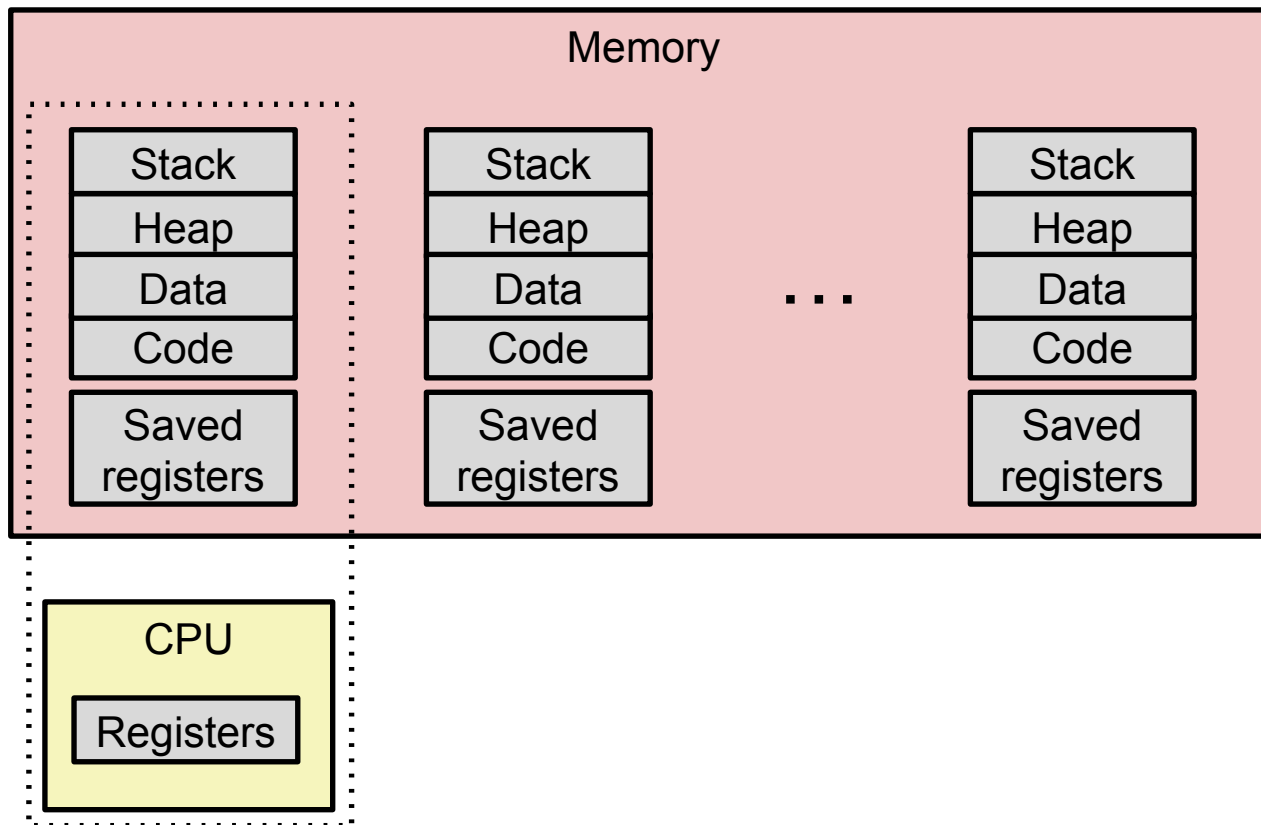 Memory
Stack
Heap
Data
Code
Saved
registers
Stack
Heap
Data
Code
Saved
registers
...
Stack
Heap
Data
Code
Saved
registers
CPU
Registers